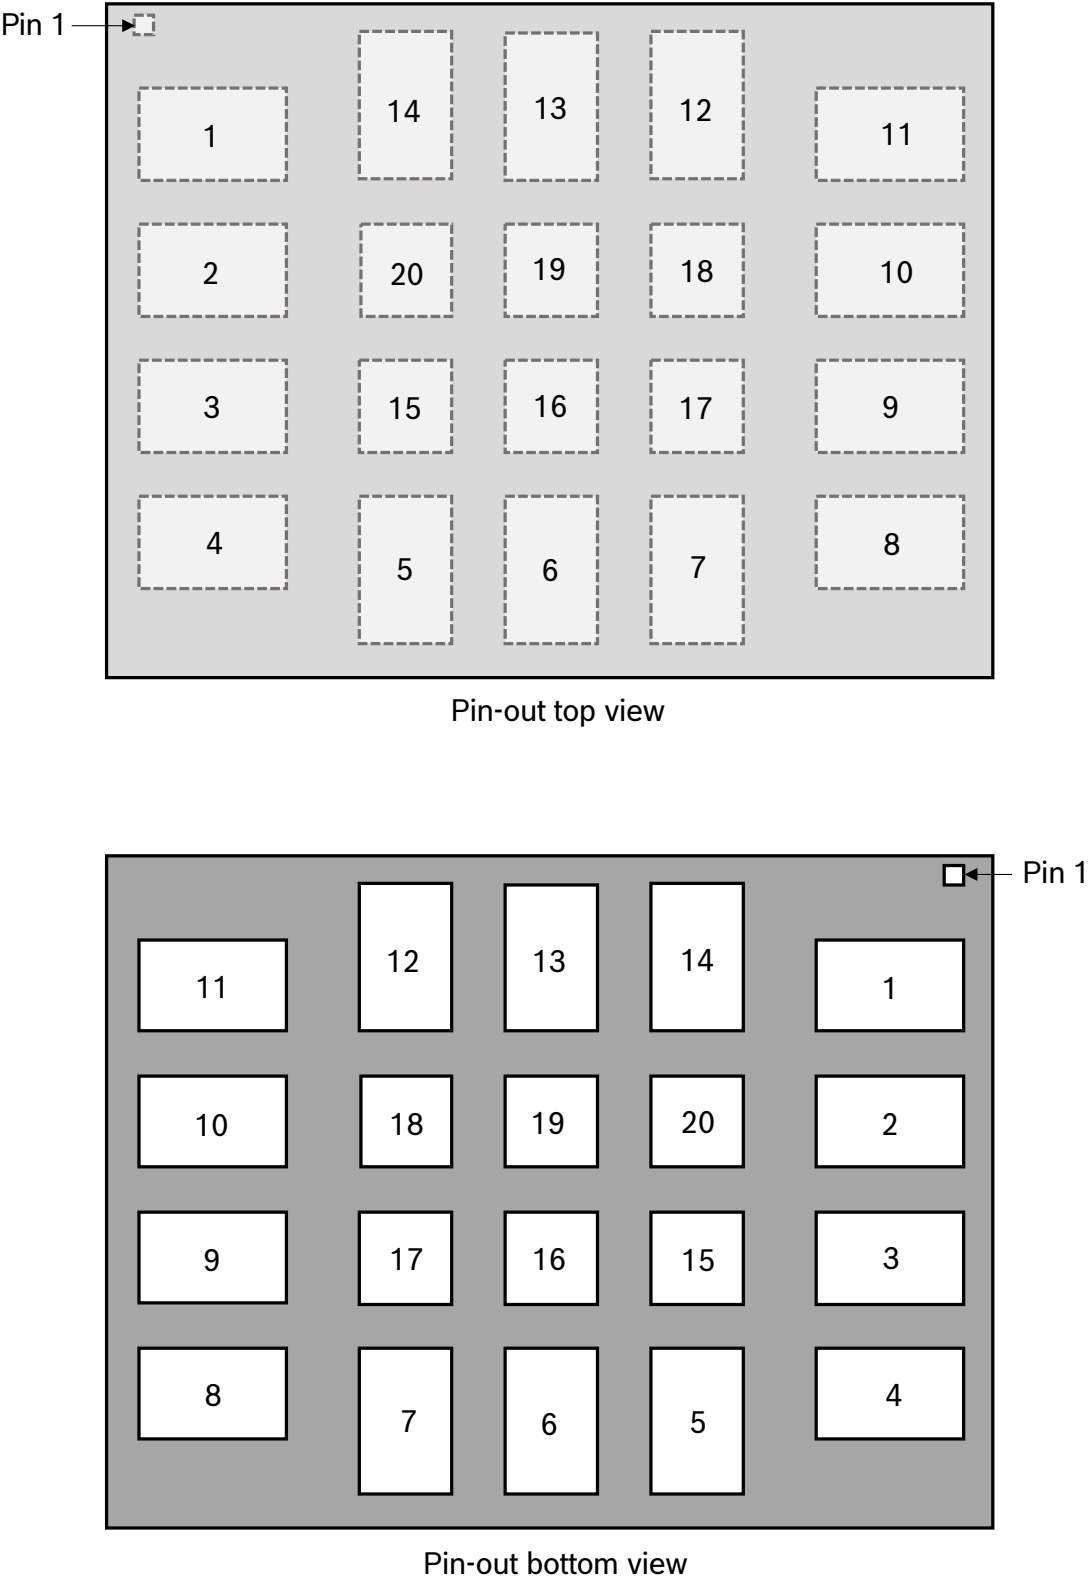 Pin 1
14 13 12
1 11
2 20 19 18 10
3 15 16 17 9
4 8
5 6 7
Pin-out top view
Pin 1
12 13 14
11 1
10 18 19 20 2
9 17 16 15 3
8 4
7 6 5
Pin-out bottom view